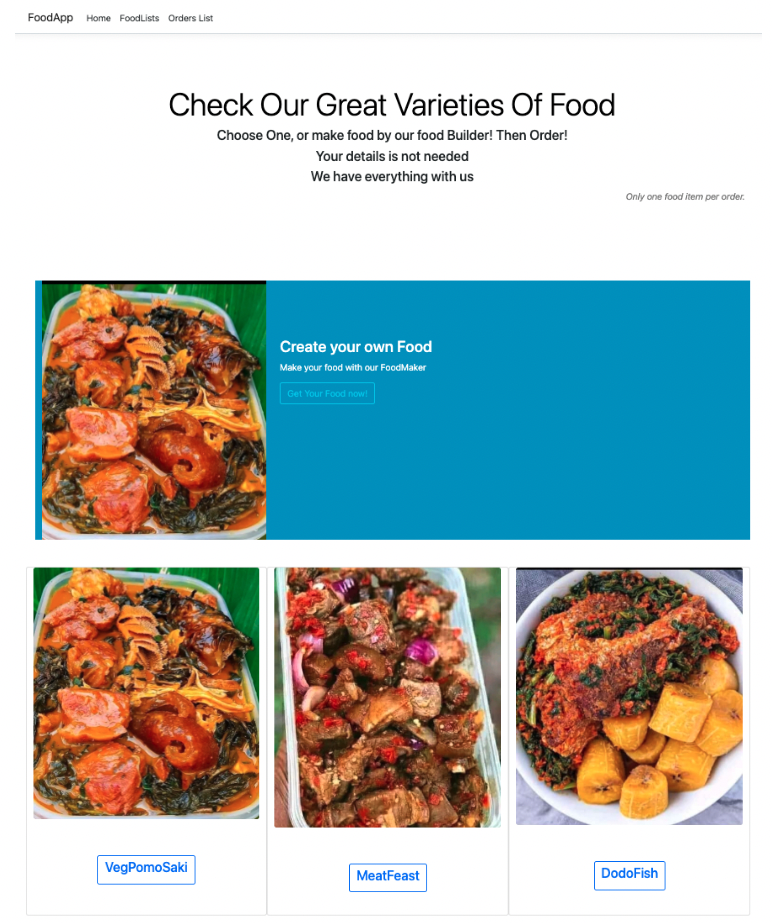 FoodApp Home FoodLists Orders List
Check Our Great Varieties Of Food
Choose One, or make food by our food Builder! Then Order!
Your details is not needed
We have everything with us
Only one food item per order.
Create your own Food
Make your food with our FoodMaker
Get Your Food now!
VegPomoSaki
MeatFeast
DodoFish